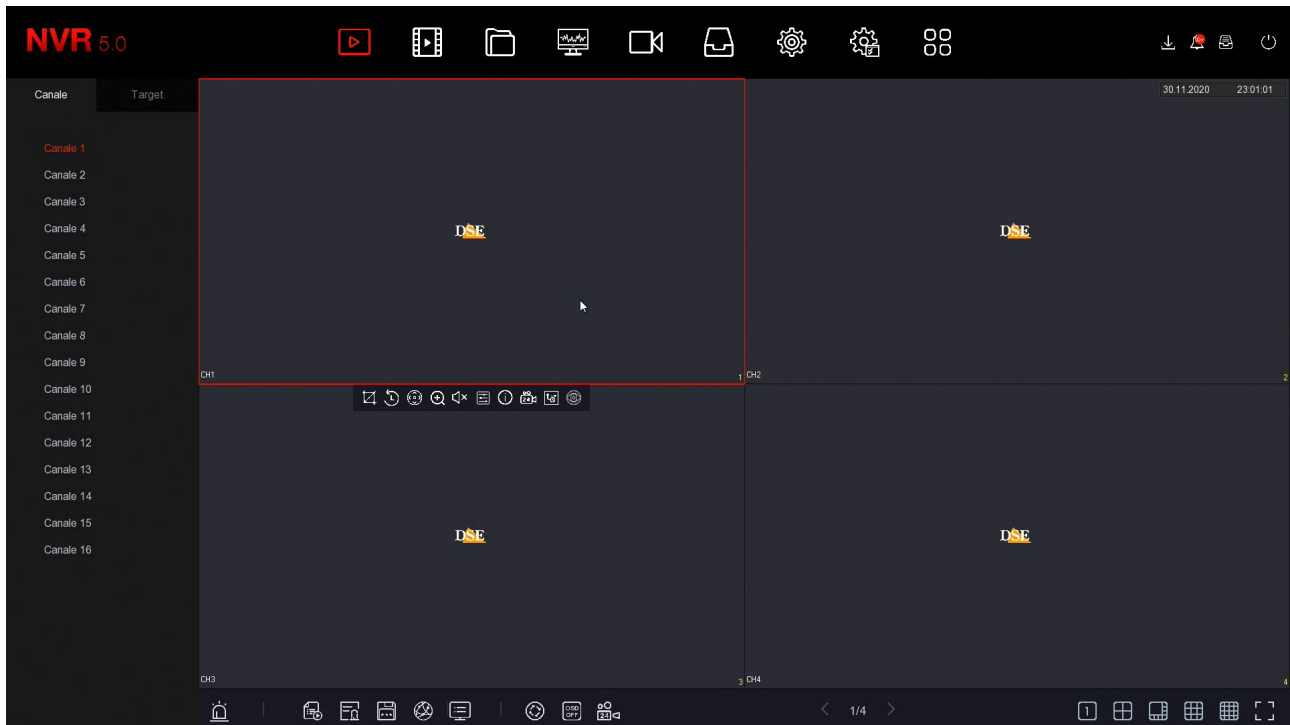 NVR 5.0
Canale Target
30.11.2020 23:01:01
Canale 1
Canale 2
Canale 3
Canale 4
Canale 5
Canale 6
Canale 7
Canale 8
Canale 9
Canale 10
Canale 11
Canale 12
Canale 13
Canale 14
Canale 15
Canale 16
DSE
DSE
CH1 1
CH2 2
24
DSE
DSE
CH3 3
CH4 4
OSD
OFF
24
1/4
1